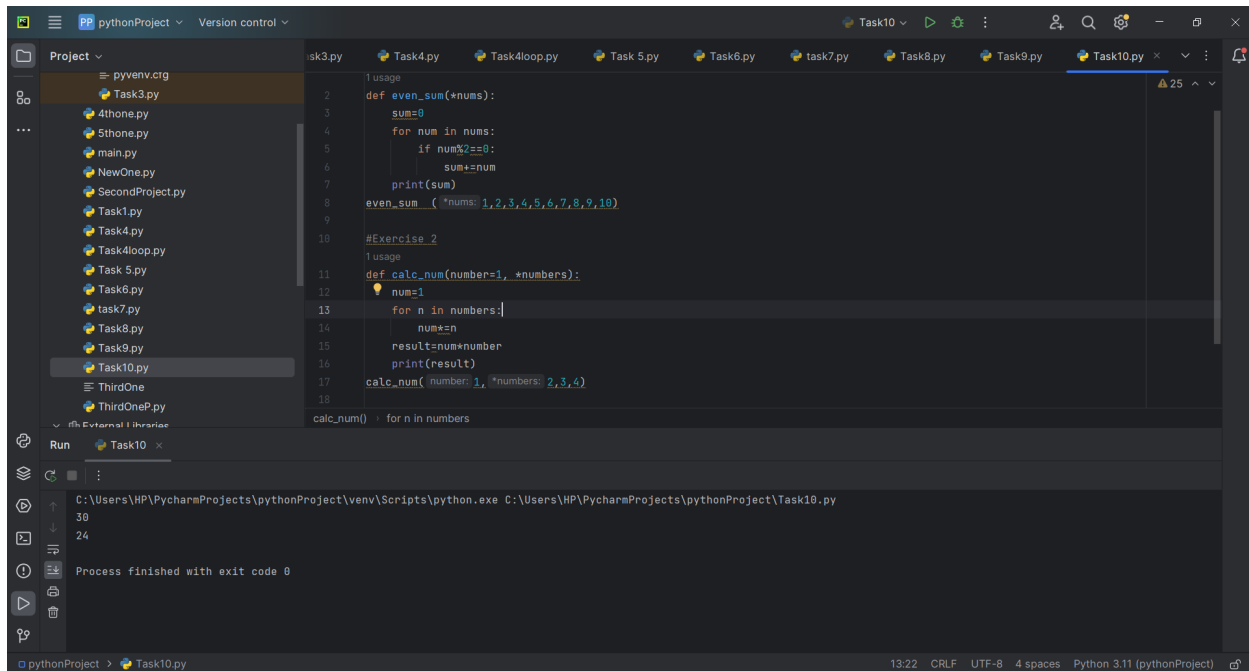 PC
PP pythonProject
Version control
Task10
Project
sk3.py
Task4.py
Task4loop.py
Task 5.py
Task6.py
task7.py
Task8.py
Task9.py
Task10.py
pyvenv.cfg
Task3.py
4thone.py
5thone.py
main.py
NewOne.py
SecondProject.py
Task1.py
Task4.py
Task4loop.py
Task 5.py
Task6.py
task7.py
Task8.py
Task9.py
Task10.py
ThirdOne
ThirdOneP.py
External Libraries
25
1 usage
2 def even_sum(*nums):
3 sum=0
4 for num in nums:
5 if num%2==0:
6 sum+=num
7 print(sum)
8 even_sum ( *nums: 1,2,3,4,5,6,7,8,9,10)
9
10 #Exercise 2
1 usage
11 def calc_num(number=1, *numbers):
12 num=1
13 for n in numbers:
14 num*=n
15 result=num*number
16 print(result)
17 calc_num( number: 1, *numbers: 2,3,4)
18
calc_num() › for n in numbers
Run
Task10
C:\Users\HP\PycharmProjects\pythonProject\venv\Scripts\python.exe C:\Users\HP\PycharmProjects\pythonProject\Task10.py
30
24
Process finished with exit code 0
pythonProject > Task10.py
13:22 CRLF UTF-8 4 spaces Python 3.11 (pythonProject)